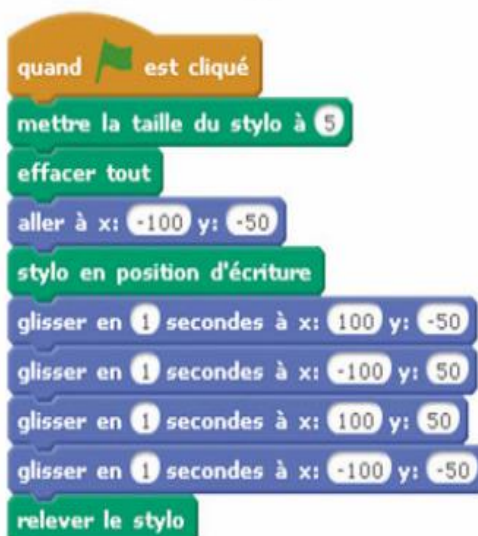 quand est cliqué
mettre la taille du stylo à 5
effacer tout
aller à x: -100 y: -50
stylo en position d'écriture
glisser en 1 secondes à x: 100 y: -50
glisser en 1 secondes à x: -100 y: 50
glisser en 1 secondes à x: 100 y: 50
glisser en 1 secondes à x: -100 y: -50
relever le stylo